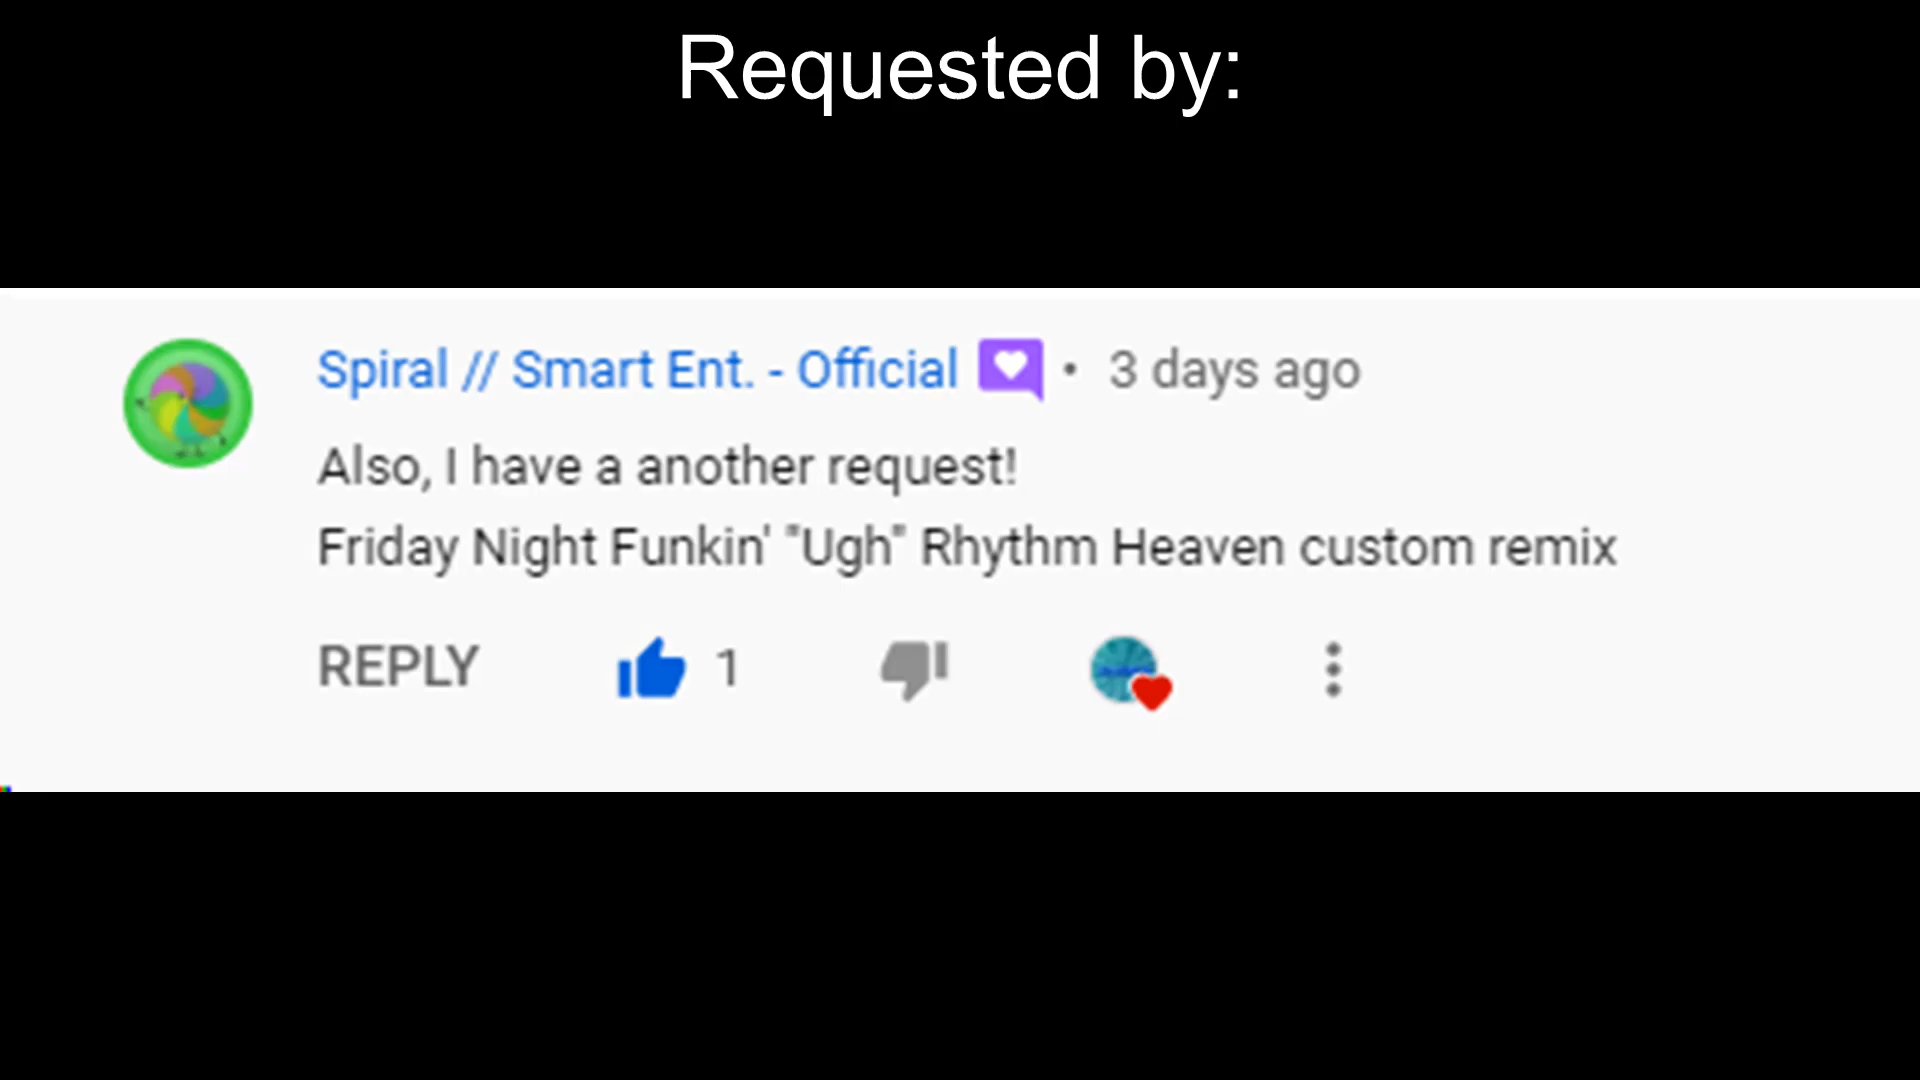 Requested by:
Spiral // Smart Ent. - Official • 3 days ago
Also, I have a another request!
Friday Night Funkin' "Ugh" Rhythm Heaven custom remix
REPLY 1